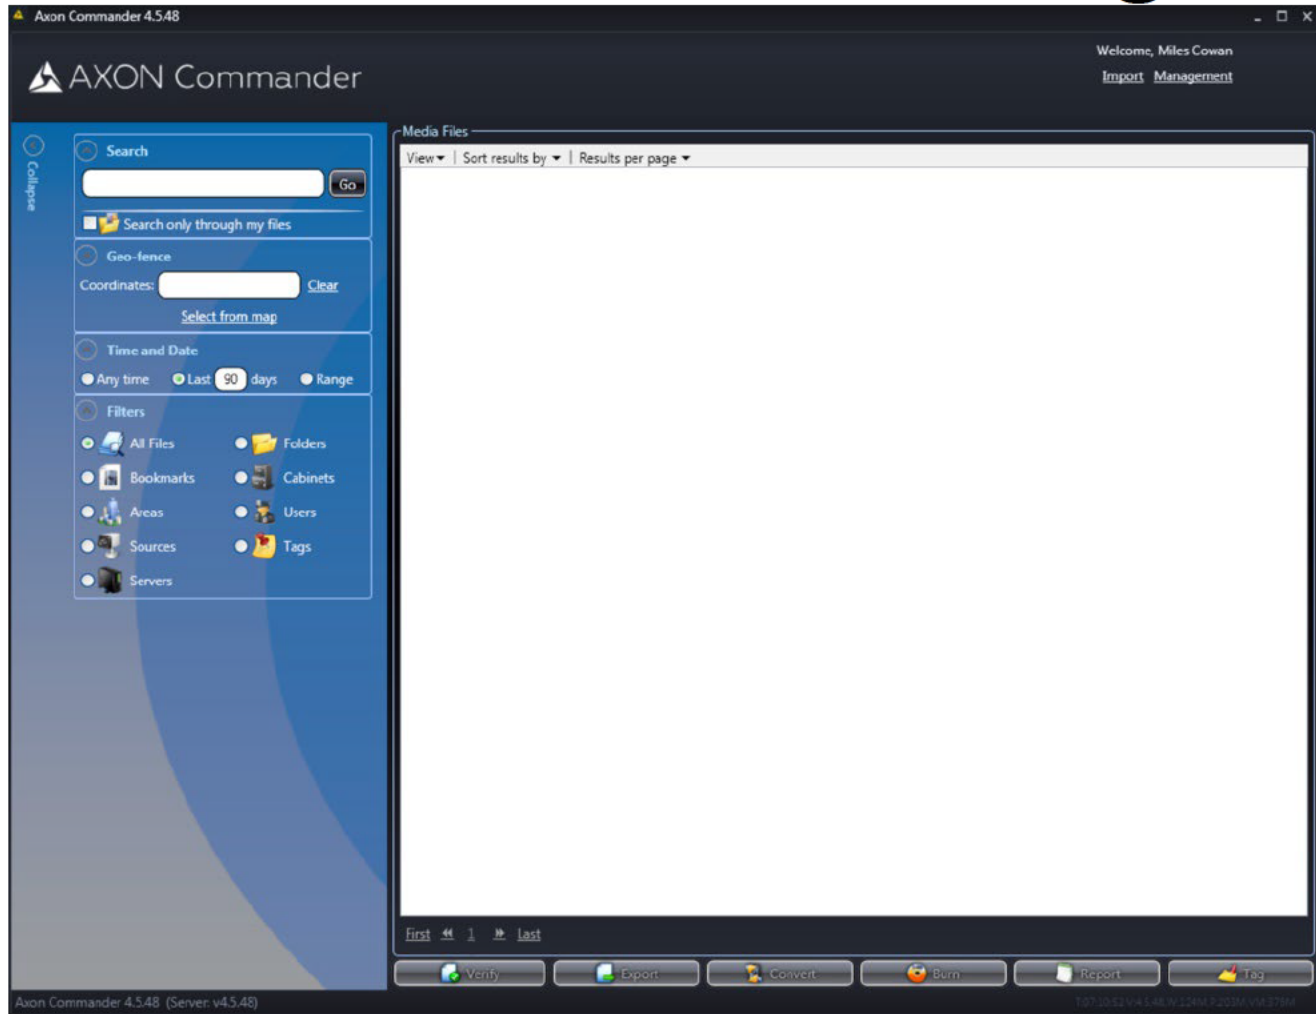 Axon Commander 4.5.48
AXON Commander
Welcome, Miles Cowan
Import Management
Collapse
Search
Go
Search only through my files
Geo-fence
Coordinates: Clear
Select from map
Time and Date
Any time Last 90 days Range
Filters
All Files Folders
Bookmarks Cabinets
Areas Users
Sources Tags
Servers
Media Files
View Sort results by Results per page
First 1 Last
Verify Export Convert Burn Report Tag
Axon Commander 4.5.48 (Server: v4.5.48)